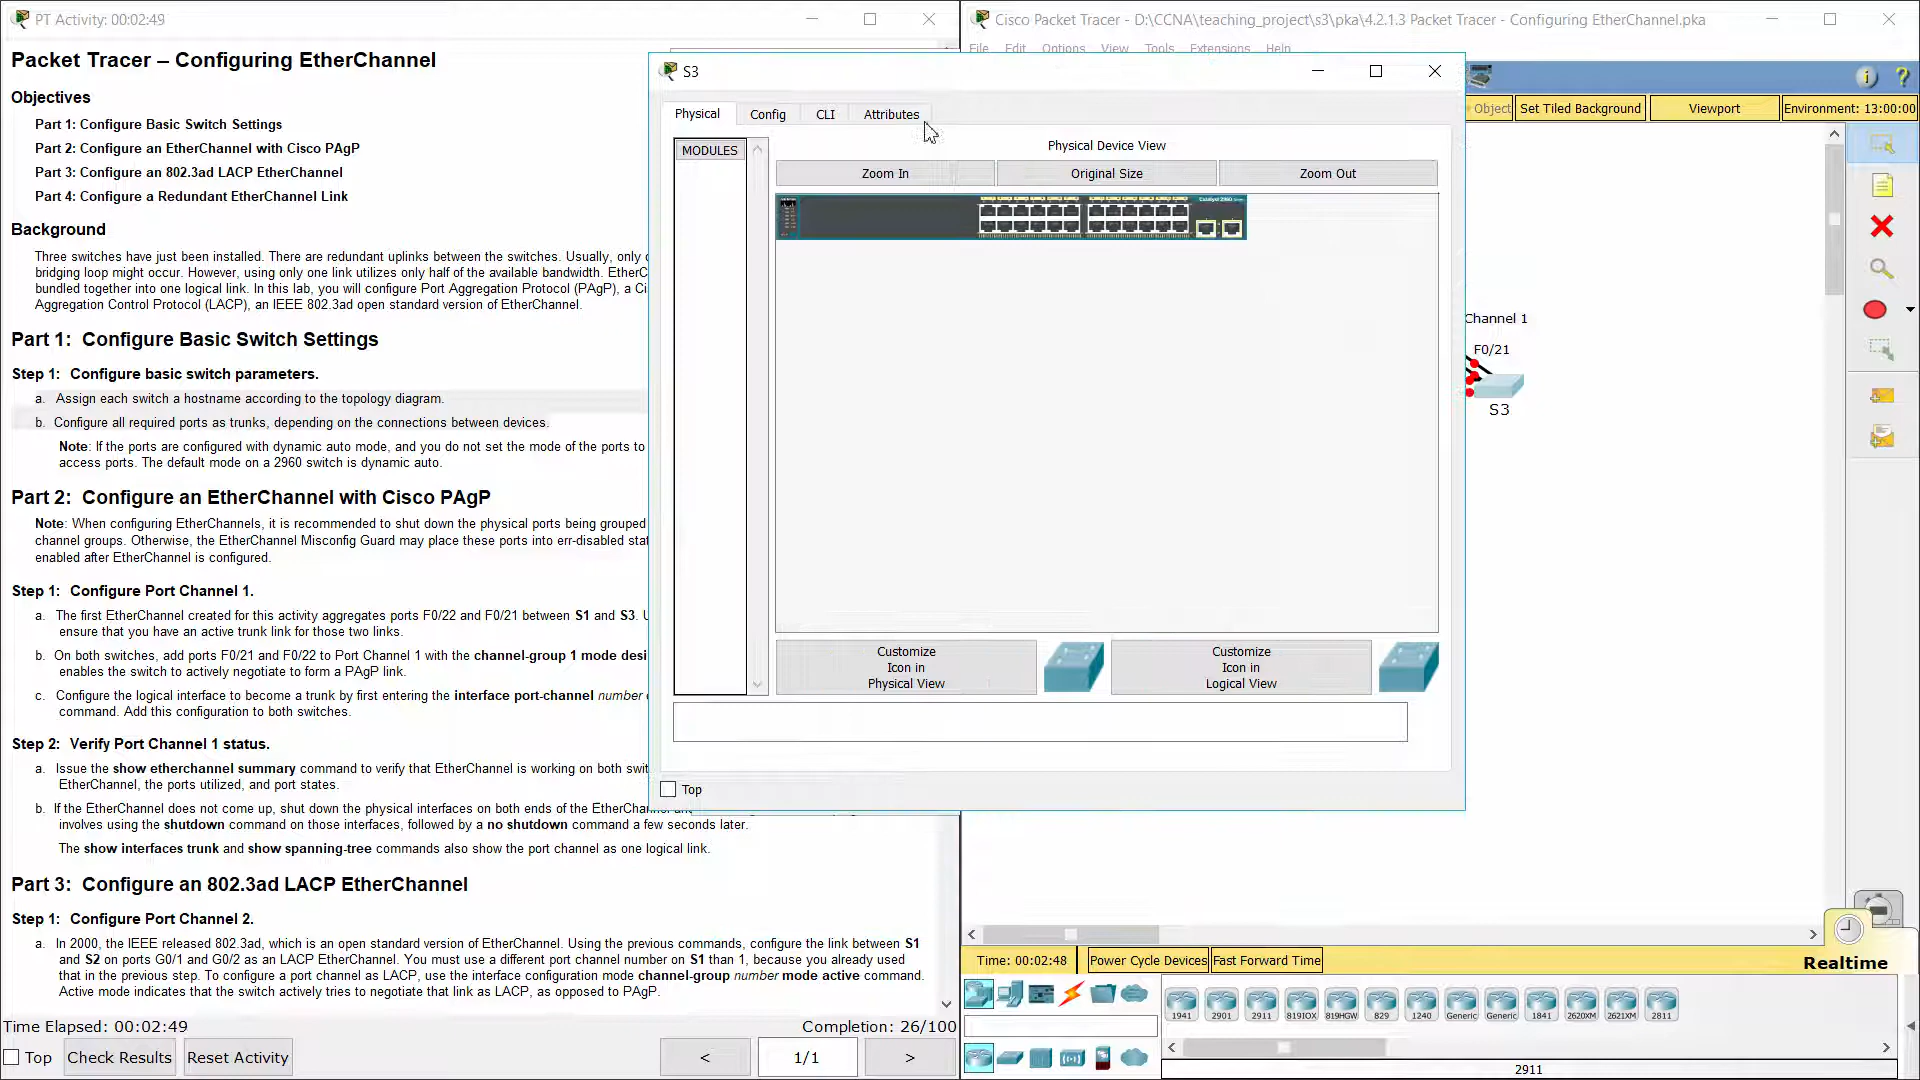 PT Activity: 00:02:49
Packet Tracer – Configuring EtherChannel
Objectives
Part 1: Configure Basic Switch Settings
Part 2: Configure an EtherChannel with Cisco PAgP
Part 3: Configure an 802.3ad LACP EtherChannel
Part 4: Configure a Redundant EtherChannel Link
Background
Three switches have just been installed. There are redundant uplinks between the switches. Usually, only
bridging loop might occur. However, using only one link utilizes only half of the available bandwidth. EtherC
bundled together into one logical link. In this lab, you will configure Port Aggregation Protocol (PAgP), a Ci
Aggregation Control Protocol (LACP), an IEEE 802.3ad open standard version of EtherChannel.
Part 1: Configure Basic Switch Settings
Step 1: Configure basic switch parameters.
a. Assign each switch a hostname according to the topology diagram.
b. Configure all required ports as trunks, depending on the connections between devices.
Note: If the ports are configured with dynamic auto mode, and you do not set the mode of the ports to
access ports. The default mode on a 2960 switch is dynamic auto.
Part 2: Configure an EtherChannel with Cisco PAgP
Note: When configuring EtherChannels, it is recommended to shut down the physical ports being grouped
channel groups. Otherwise, the EtherChannel Misconfig Guard may place these ports into err-disabled stat
enabled after EtherChannel is configured.
Step 1: Configure Port Channel 1.
a. The first EtherChannel created for this activity aggregates ports F0/22 and F0/21 between S1 and S3. U
ensure that you have an active trunk link for those two links.
b. On both switches, add ports F0/21 and F0/22 to Port Channel 1 with the channel-group 1 mode desi
enables the switch to actively negotiate to form a PAgP link.
c. Configure the logical interface to become a trunk by first entering the interface port-channel number
command. Add this configuration to both switches.
Step 2: Verify Port Channel 1 status.
a. Issue the show etherchannel summary command to verify that EtherChannel is working on both swit
EtherChannel, the ports utilized, and port states.
b. If the EtherChannel does not come up, shut down the physical interfaces on both ends of the EtherChan
involves using the shutdown command on those interfaces, followed by a no shutdown command a few seconds later.
The show interfaces trunk and show spanning-tree commands also show the port channel as one logical link.
Part 3: Configure an 802.3ad LACP EtherChannel
Step 1: Configure Port Channel 2.
a. In 2000, the IEEE released 802.3ad, which is an open standard version of EtherChannel. Using the previous commands, configure the link between S1
and S2 on ports G0/1 and G0/2 as an LACP EtherChannel. You must use a different port channel number on S1 than 1, because you already used
that in the previous step. To configure a port channel as LACP, use the interface configuration mode channel-group number mode active command.
Active mode indicates that the switch actively tries to negotiate that link as LACP, as opposed to PAgP.
Time Elapsed: 00:02:49
Completion: 26/100
Top
Check Results
Reset Activity
<
1/1
>
S3
Physical
Config
CLI
Attributes
MODULES
Physical Device View
Zoom In
Original Size
Zoom Out
Customize
Icon in
Physical View
Customize
Icon in
Logical View
Top
Cisco Packet Tracer - D:\CCNA\teaching_project\s3\pka\4.2.1.3 Packet Tracer - Configuring EtherChannel.pka
File Edit Options View Tools Extensions Help
Object
Set Tiled Background
Viewport
Environment: 13:00:00
Channel 1
F0/21
S3
Time: 00:02:48
Power Cycle Devices
Fast Forward Time
Realtime
1941
2901
2911
819IOX
819HGW
829
1240
Generic
Generic
1841
2620XM
2621XM
2811
2911